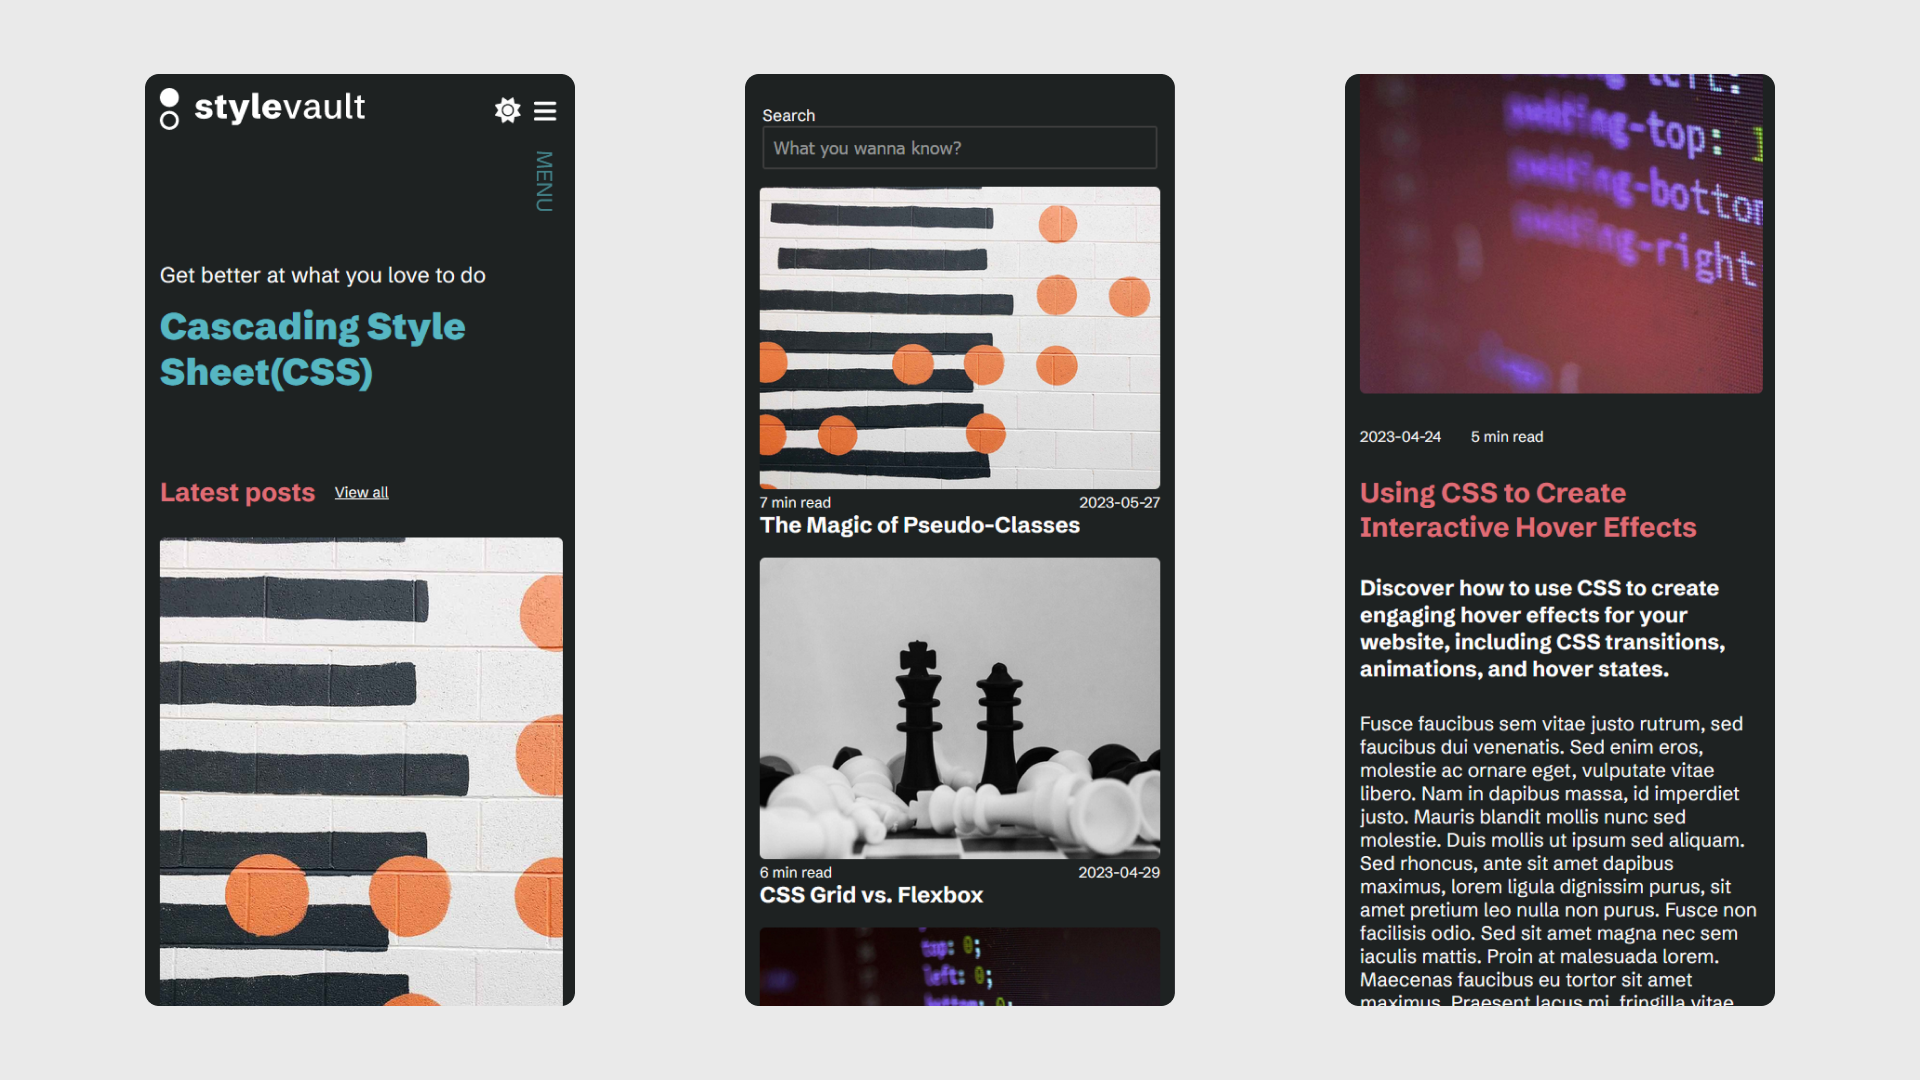 stylevault
MENU
Get better at what you love to do
Cascading Style
Sheet(CSS)
Latest posts
View all
Search
What you wanna know?
7 min read
2023-05-27
The Magic of Pseudo-Classes
6 min read
2023-04-29
CSS Grid vs. Flexbox
top: 0;
left: 0;
bottom: 0;
left:
-top:
-bottom
-right
2023-04-24
5 min read
Using CSS to Create
Interactive Hover Effects
Discover how to use CSS to create
engaging hover effects for your
website, including CSS transitions,
animations, and hover states.
Fusce faucibus sem vitae justo rutrum, sed
faucibus dui venenatis. Sed enim eros,
molestie ac ornare eget, vulputate vitae
libero. Nam in dapibus massa, id imperdiet
justo. Mauris blandit mollis nunc sed
molestie. Duis mollis ut ipsum sed aliquam.
Sed rhoncus, ante sit amet dapibus
maximus, lorem ligula dignissim purus, sit
amet pretium leo nulla non purus. Fusce non
facilisis odio. Sed sit amet magna nec sem
iaculis mattis. Proin at malesuada lorem.
Maecenas faucibus eu tortor sit amet
maximus. Praesent lacus mi, fringilla vitae